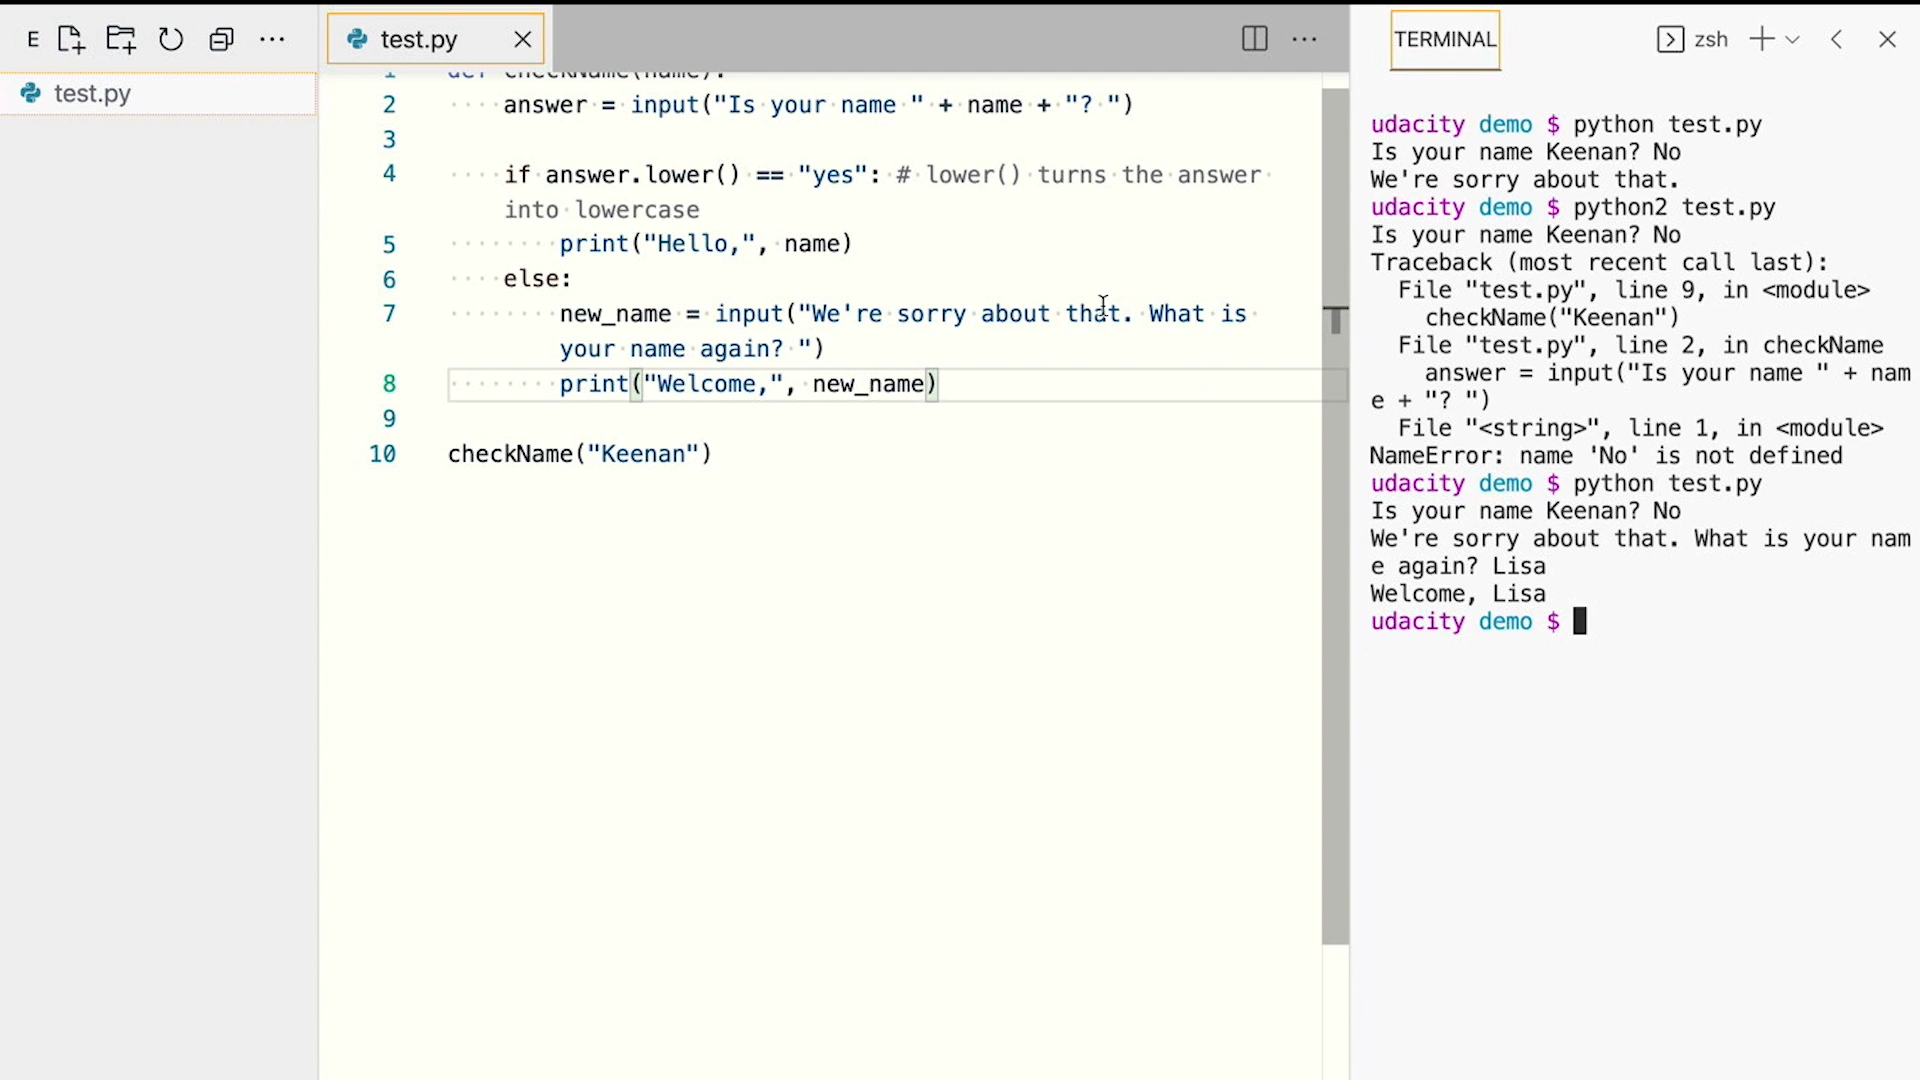 E
test.py
TERMINAL
zsh
test.py
1 def checkName(name):
2 answer = input("Is your name " + name + "? ")
3
4 if answer.lower() == "yes": # lower() turns the answer
into lowercase
5 print("Hello,", name)
6 else:
7 new_name = input("We're sorry about that. What is
your name again? ")
8 print("Welcome,", new_name)
9
10 checkName("Keenan")
udacity demo $ python test.py
Is your name Keenan? No
We're sorry about that.
udacity demo $ python2 test.py
Is your name Keenan? No
Traceback (most recent call last):
File "test.py", line 9, in <module>
checkName("Keenan")
File "test.py", line 2, in checkName
answer = input("Is your name " + nam
e + "? ")
File "<string>", line 1, in <module>
NameError: name 'No' is not defined
udacity demo $ python test.py
Is your name Keenan? No
We're sorry about that. What is your nam
e again? Lisa
Welcome, Lisa
udacity demo $